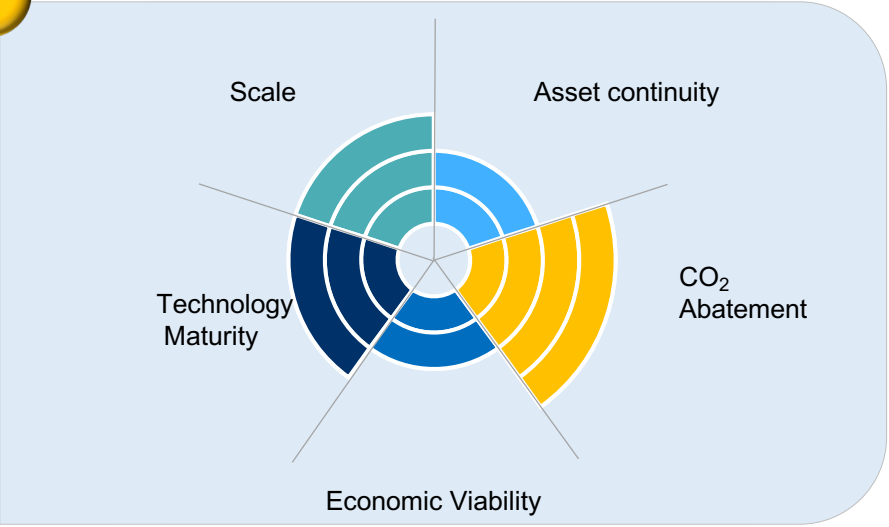 Scale
Asset continuity
CO₂
Abatement
Technology
Maturity
Economic Viability